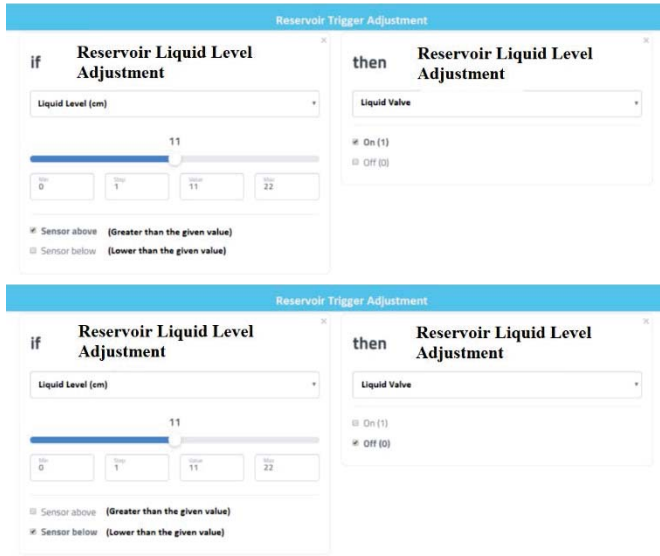 Reservoir Trigger Adjustment
if
Reservoir Liquid Level
Adjustment
×
Liquid Level (cm)
11
Min
0
Step
1
Value
11
Max
22
Sensor above (Greater than the given value)
Sensor below (Lower than the given value)
then
Reservoir Liquid Level
Adjustment
×
Liquid Valve
On (1)
Off (0)
Reservoir Trigger Adjustment
if
Reservoir Liquid Level
Adjustment
×
Liquid Level (cm)
11
Min
0
Step
1
Value
11
Max
22
Sensor above (Greater than the given value)
Sensor below (Lower than the given value)
then
Reservoir Liquid Level
Adjustment
×
Liquid Valve
On (1)
Off (0)